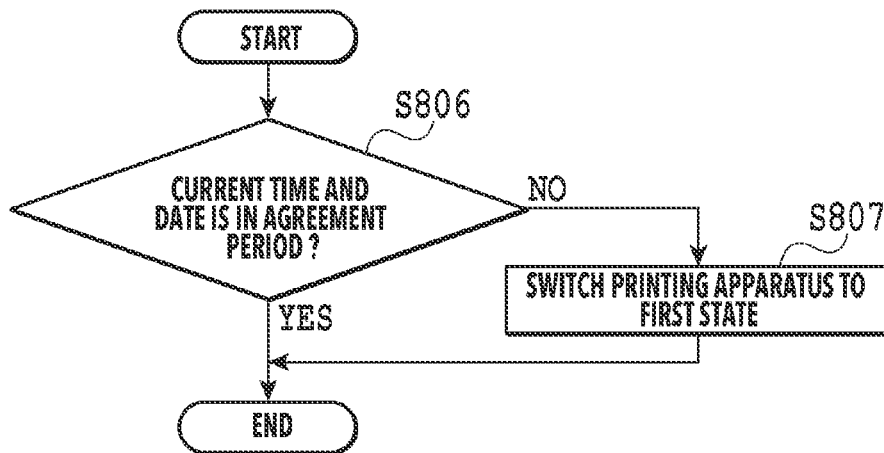 START
S806
CURRENT TIME AND
DATE IS IN AGREEMENT
PERIOD ?
NO
S807
SWITCH PRINTING APPARATUS TO
FIRST STATE
YES
END